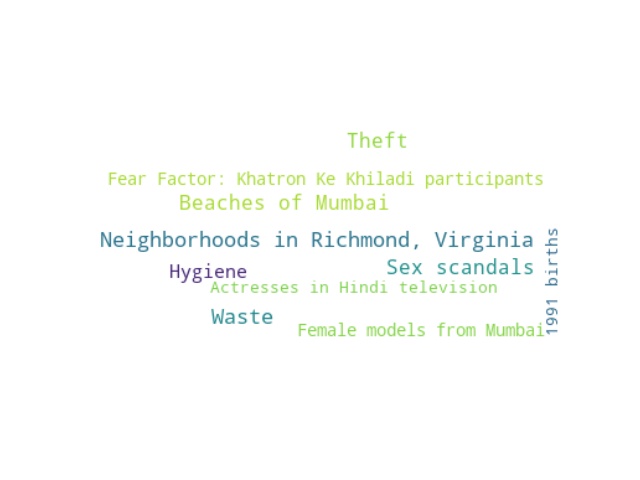 Theft
Fear Factor: Khatron Ke Khiladi participants
Beaches of Mumbai
Neighborhoods in Richmond, Virginia
Sex scandals
Hygiene
Actresses in Hindi television
Waste
Female models from Mumbai
1991 births